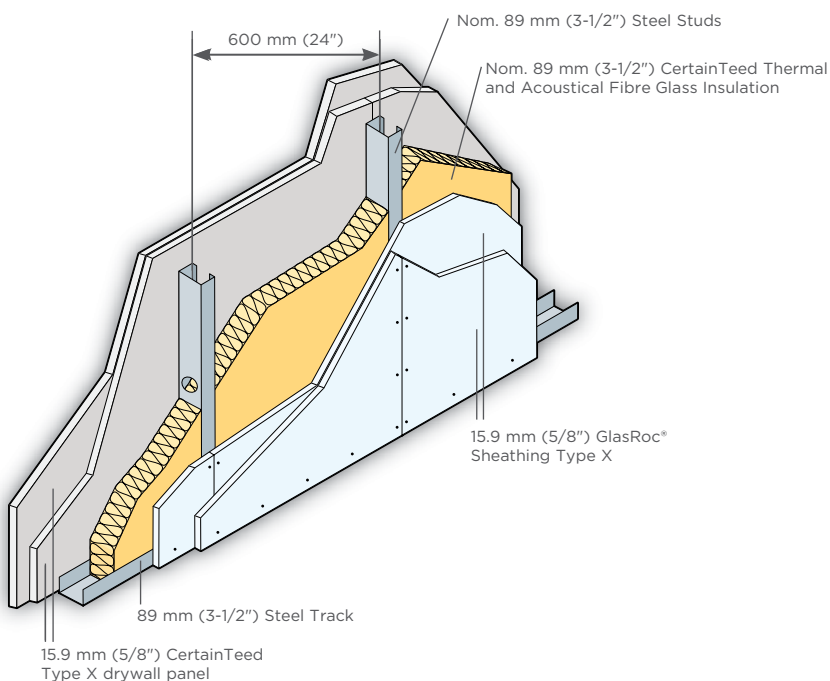 Nom. 89 mm (3-1/2") Steel Studs
600 mm (24")
Nom. 89 mm (3-1/2") CertainTeed Thermal
and Acoustical Fibre Glass Insulation
15.9 mm (5/8") GlasRoc®
Sheathing Type X
89 mm (3-1/2") Steel Track
15.9 mm (5/8") CertainTeed
Type X drywall panel